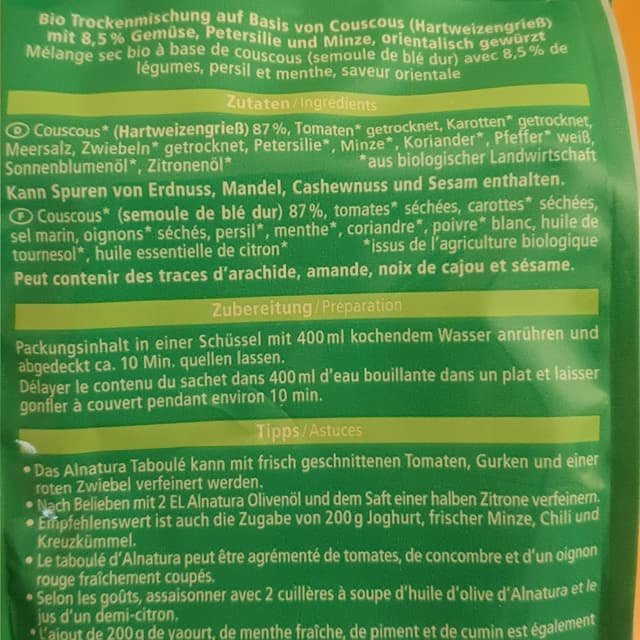 Bio Trockenmischung auf Basis von Couscous (Hartweizengrieß)
mit 8,5 % Gemüse, Petersilie und Minze, orientalisch gewürzt
Mélange sec bio à base de couscous (semoule de blé dur) avec 8,5 % de
légumes, persil et menthe, saveur orientale
Zutaten / Ingrédients
D Couscous* (Hartweizengrieß) 87 %, Tomaten* getrocknet, Karotten* getrocknet,
Meersalz, Zwiebeln* getrocknet, Petersilie*, Minze*, Koriander*, Pfeffer* weiß,
Sonnenblumenöl*, Zitronenöl* *aus biologischer Landwirtschaft
Kann Spuren von Erdnuss, Mandel, Cashewnuss und Sesam enthalten.
F Couscous* (semoule de blé dur) 87%, tomates* séchées, carottes* séchées,
sel marin, oignons* séchés, persil*, menthe*, coriandre*, poivre* blanc, huile de
tournesol*, huile essentielle de citron* *issus de l'agriculture biologique
Peut contenir des traces d'arachide, amande, noix de cajou et sésame.
Zubereitung / Préparation
Packungsinhalt in einer Schüssel mit 400 ml kochendem Wasser anrühren und
abgedeckt ca. 10 Min. quellen lassen.
Délayer le contenu du sachet dans 400 ml d'eau bouillante dans un plat et laisser
gonfler à couvert pendant environ 10 min.
Tipps / Astuces
• Das Alnatura Taboulé kann mit frisch geschnittenen Tomaten, Gurken und einer
roten Zwiebel verfeinert werden.
• Nach Belieben mit 2 EL Alnatura Olivenöl und dem Saft einer halben Zitrone verfeinern.
• Empfehlenswert ist auch die Zugabe von 200 g Joghurt, frischer Minze, Chili und
Kreuzkümmel.
• Le taboulé d'Alnatura peut être agrémenté de tomates, de concombre et d'un oignon
rouge fraîchement coupés.
• Selon les goûts, assaisonner avec 2 cuillères à soupe d'huile d'olive d'Alnatura et le
jus d'un demi-citron.
• L'ajout de 200 g de yaourt, de menthe fraîche, de piment et de cumin est également